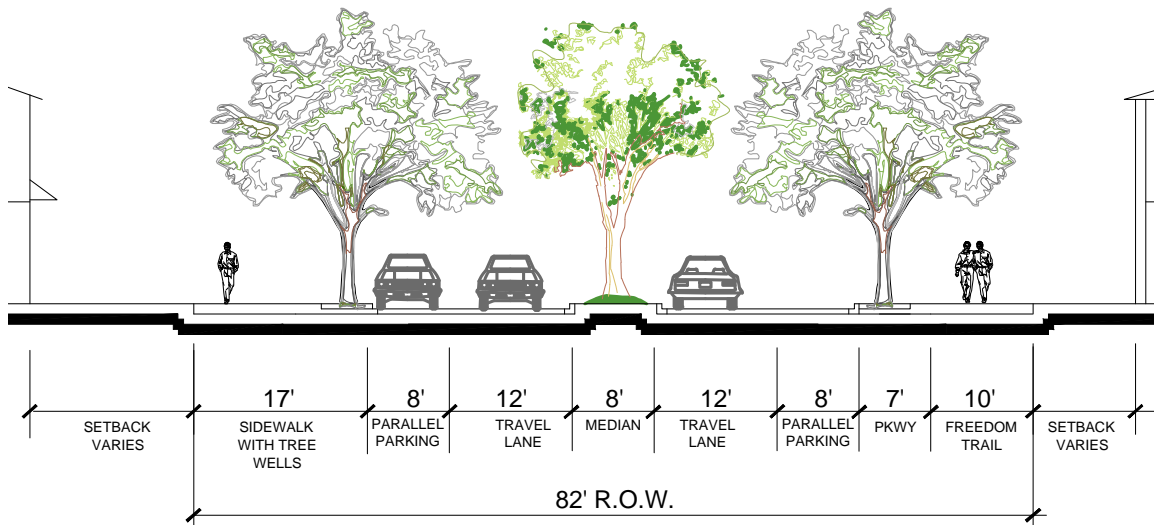 17'
8'
12'
8'
12'
8'
7'
10'
SETBACK
VARIES
SIDEWALK
WITH TREE
WELLS
PARALLEL
PARKING
TRAVEL
LANE
MEDIAN
TRAVEL
LANE
PARALLEL
PARKING
PKWY
FREEDOM
TRAIL
SETBACK
VARIES
82' R.O.W.